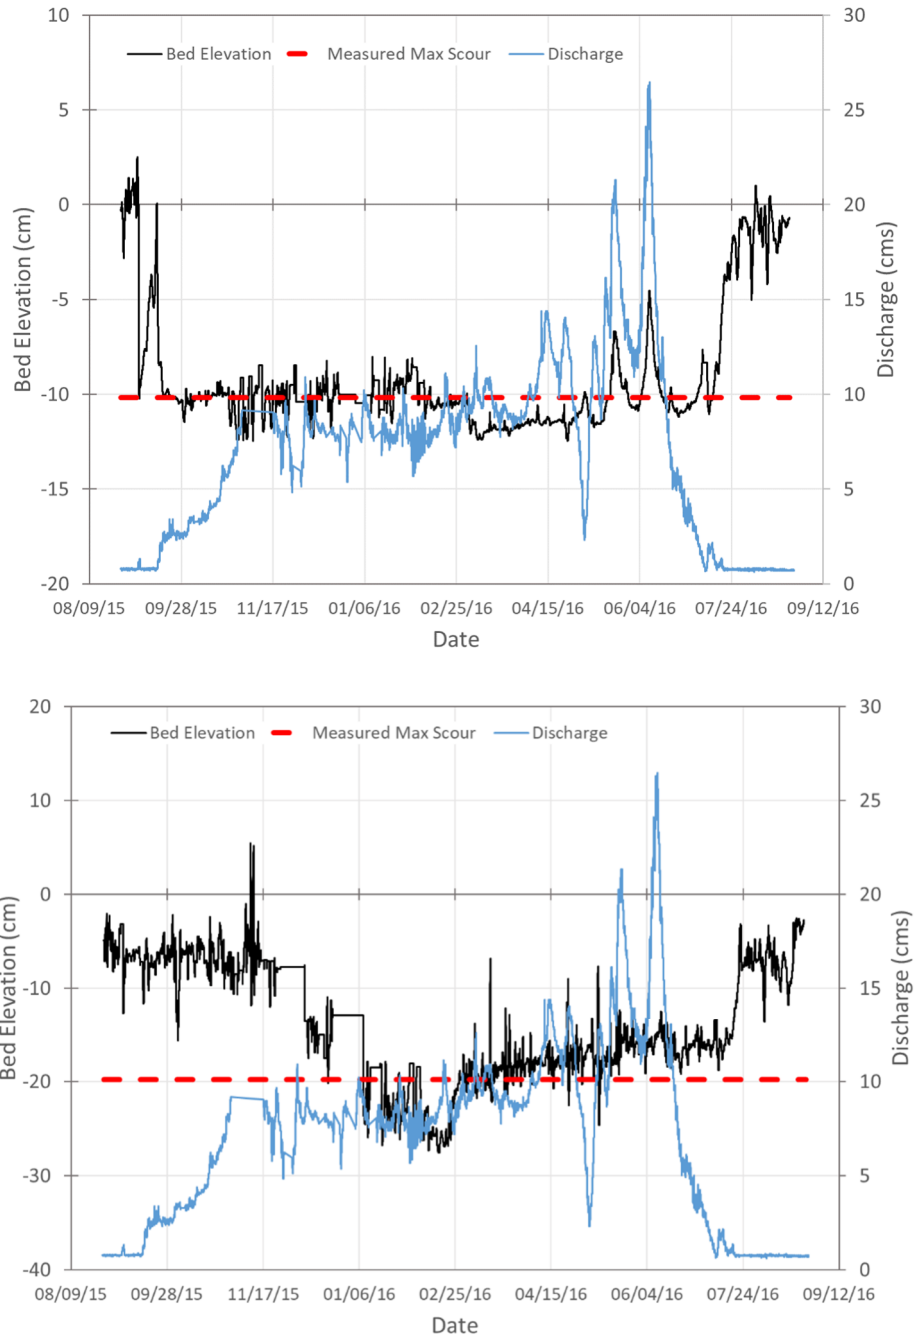 10
30
Bed Elevation
Measured Max Scour
Discharge
5
25
0
20
-5
15
-10
10
-15
5
-20
0
Bed Elevation (cm)
Discharge (cms)
08/09/15 09/28/15 11/17/15 01/06/16 02/25/16 04/15/16 06/04/16 07/24/16 09/12/16
Date
20
30
Bed Elevation
Measured Max Scour
Discharge
10
25
0
20
-10
15
-20
10
-30
5
-40
0
Bed Elevation (cm)
Discharge (cms)
08/09/15 09/28/15 11/17/15 01/06/16 02/25/16 04/15/16 06/04/16 07/24/16 09/12/16
Date